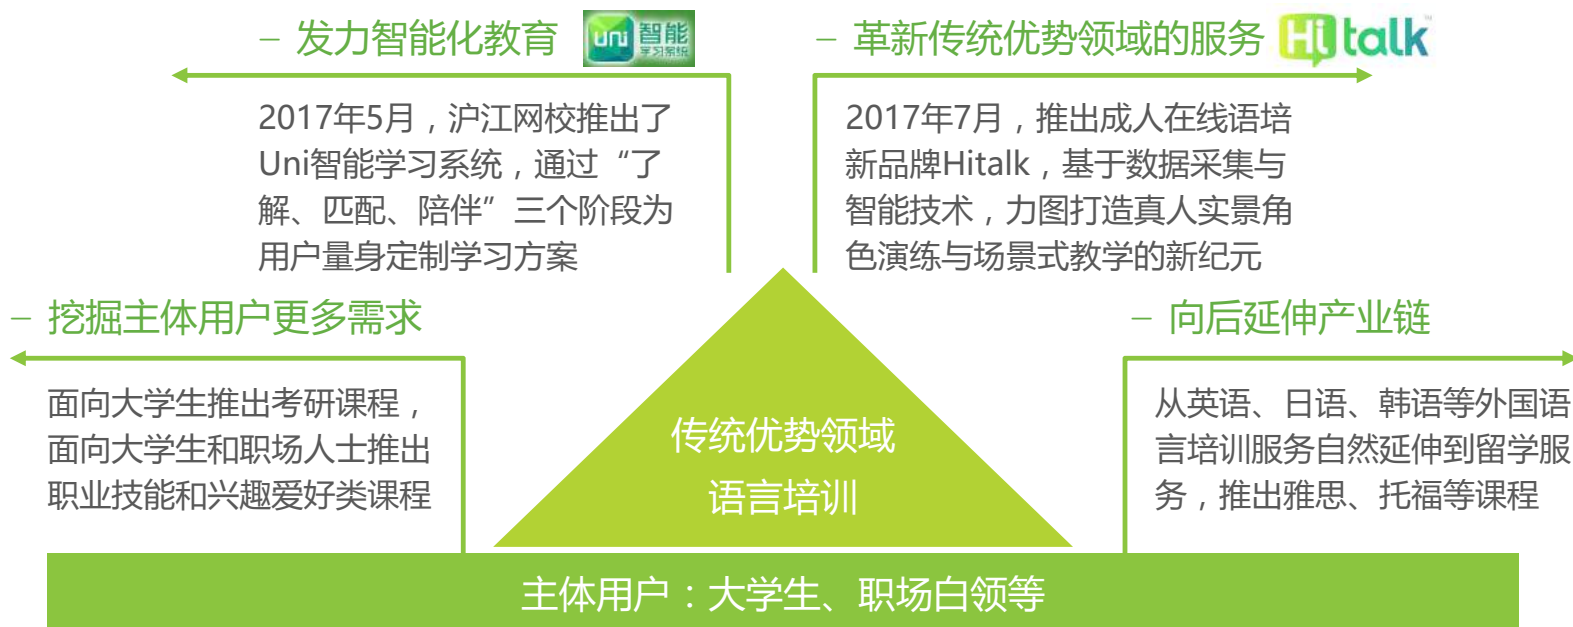 – 发力智能化教育
uni 智能
学习系统
– 革新传统优势领域的服务
Hi talk
2017年5月，沪江网校推出了
Uni智能学习系统，通过“了
解、匹配、陪伴”三个阶段为
用户量身定制学习方案
2017年7月，推出成人在线语培
新品牌Hitalk，基于数据采集与
智能技术，力图打造真人实景角
色演练与场景式教学的新纪元
– 挖掘主体用户更多需求
– 向后延伸产业链
面向大学生推出考研课程，
面向大学生和职场人士推出
职业技能和兴趣爱好类课程
传统优势领域
语言培训
从英语、日语、韩语等外国语
言培训服务自然延伸到留学服
务，推出雅思、托福等课程
主体用户：大学生、职场白领等